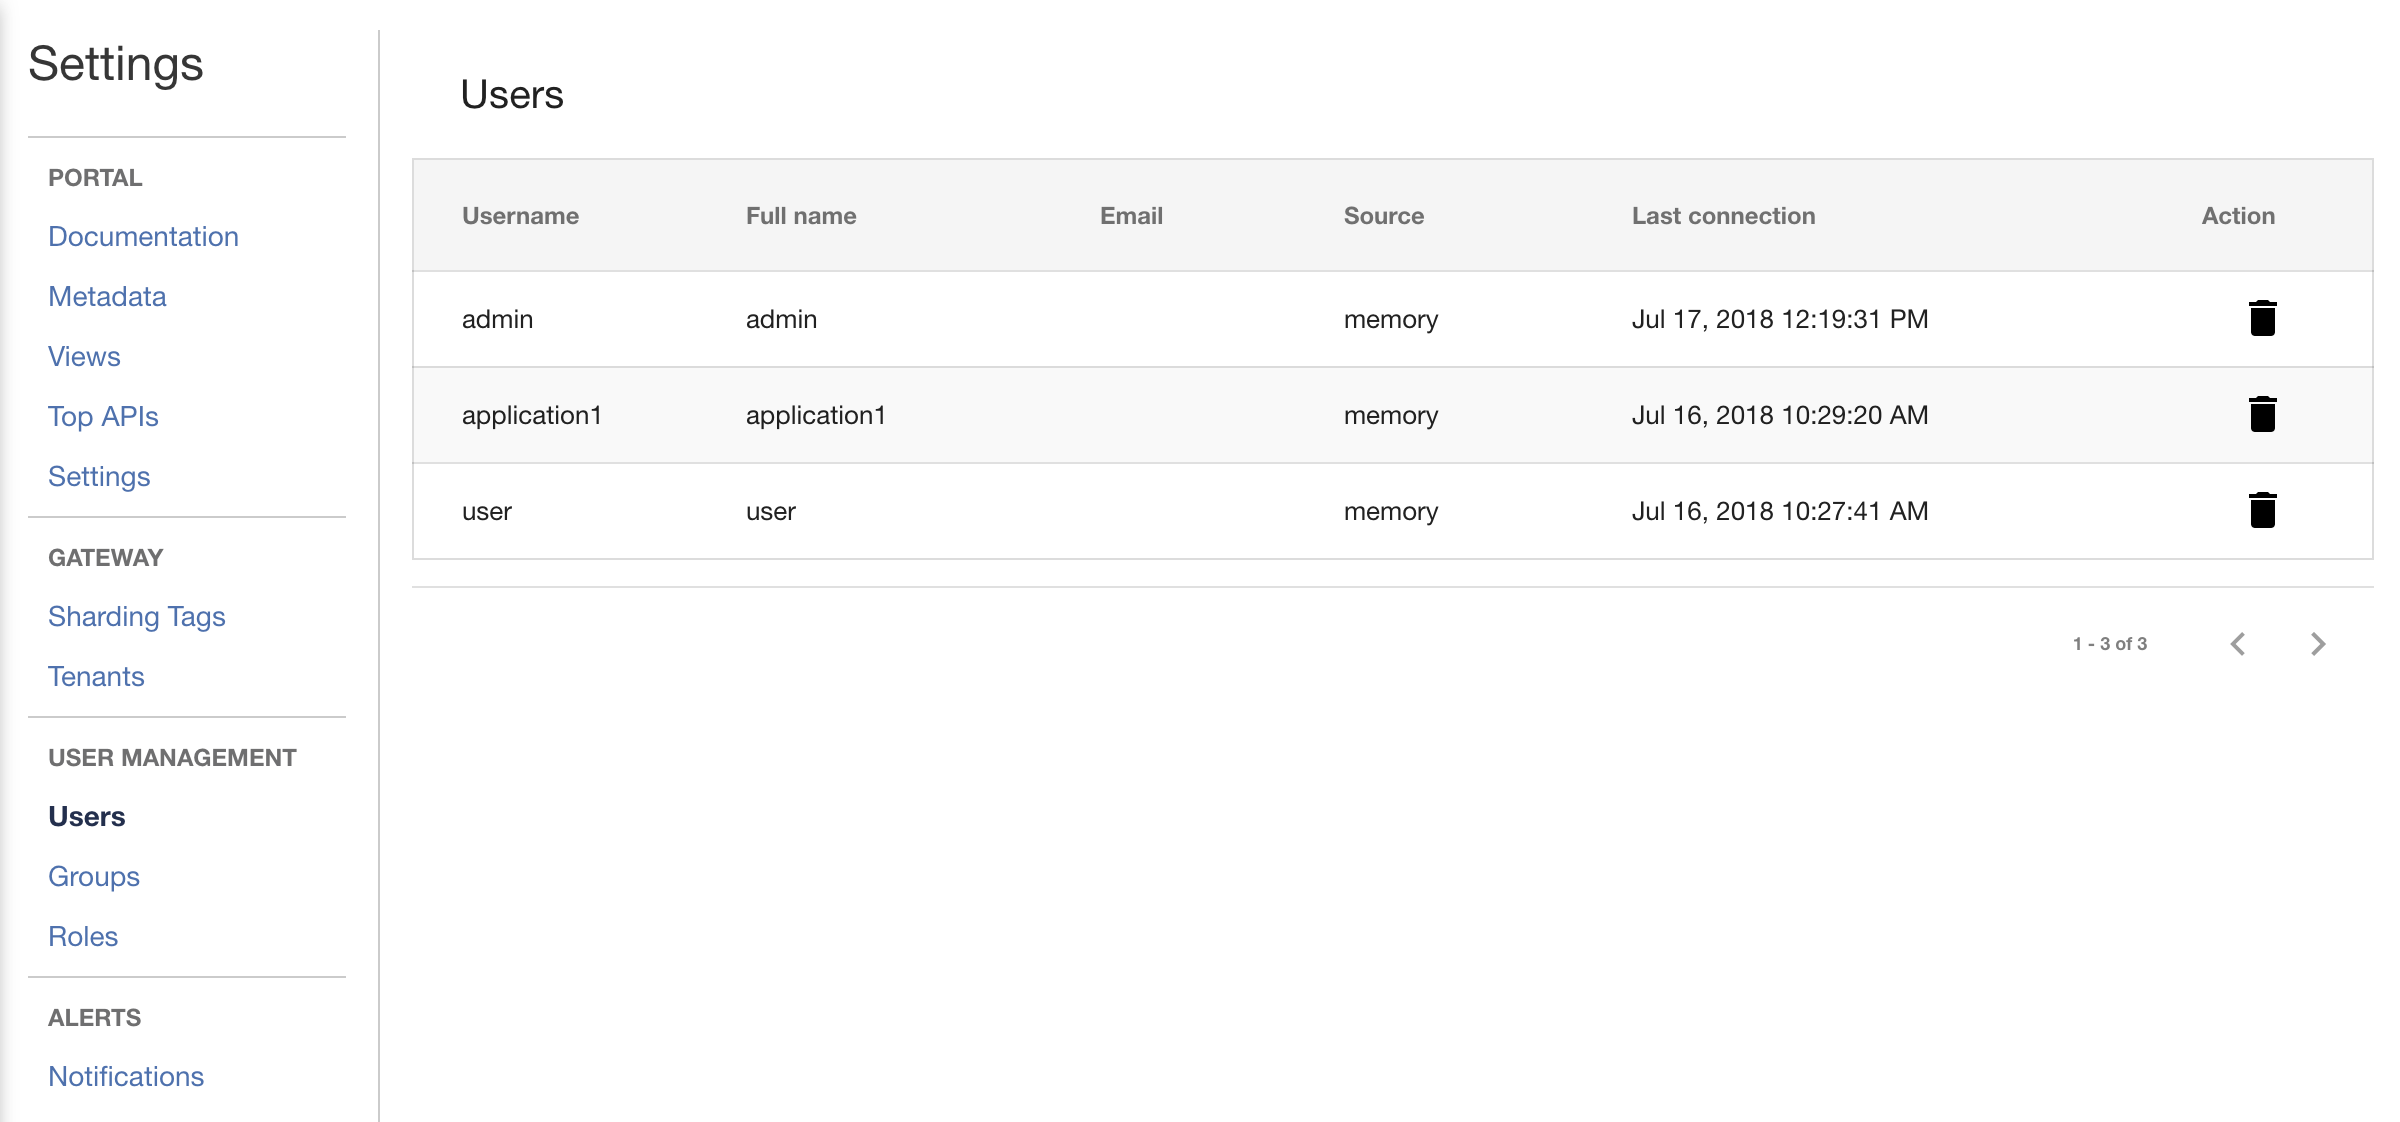 Settings
PORTAL
Documentation
Metadata
Views
Top APIs
Settings
GATEWAY
Sharding Tags
Tenants
USER MANAGEMENT
Users
Groups
Roles
ALERTS
Notifications
Users
Username Full name Email Source Last connection Action
admin admin memory Jul 17, 2018 12:19:31 PM
application1 application1 memory Jul 16, 2018 10:29:20 AM
user user memory Jul 16, 2018 10:27:41 AM
1 - 3 of 3